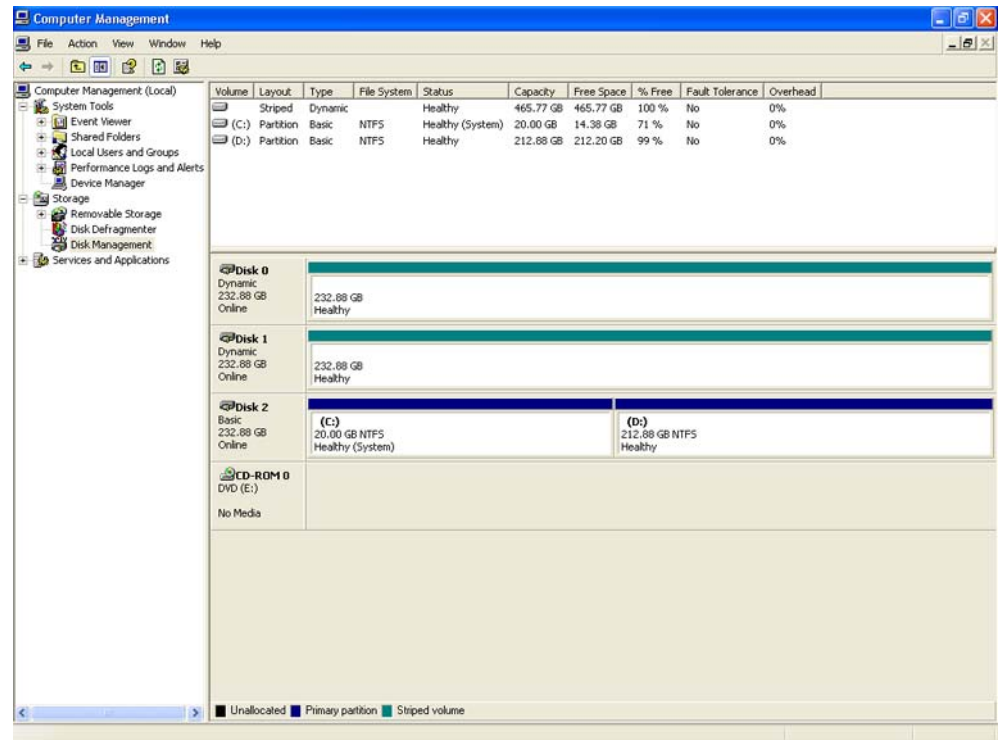 Computer Management
File Action View Window Help
Computer Management (Local)
System Tools
Event Viewer
Shared Folders
Local Users and Groups
Performance Logs and Alerts
Device Manager
Storage
Removable Storage
Disk Defragmenter
Disk Management
Services and Applications
Volume Layout Type File System Status Capacity Free Space % Free Fault Tolerance Overhead
Striped Dynamic Healthy 465.77 GB 465.77 GB 100 % No 0%
(C:) Partition Basic NTFS Healthy (System) 20.00 GB 14.38 GB 71 % No 0%
(D:) Partition Basic NTFS Healthy 212.88 GB 212.20 GB 99 % No 0%
Disk 0
Dynamic
232.88 GB
Online
232.88 GB
Healthy
Disk 1
Dynamic
232.88 GB
Online
232.88 GB
Healthy
Disk 2
Basic
232.88 GB
Online
(C:)
20.00 GB NTFS
Healthy (System)
(D:)
212.88 GB NTFS
Healthy
CD-ROM 0
DVD (E:)
No Media
Unallocated Primary partition Striped volume